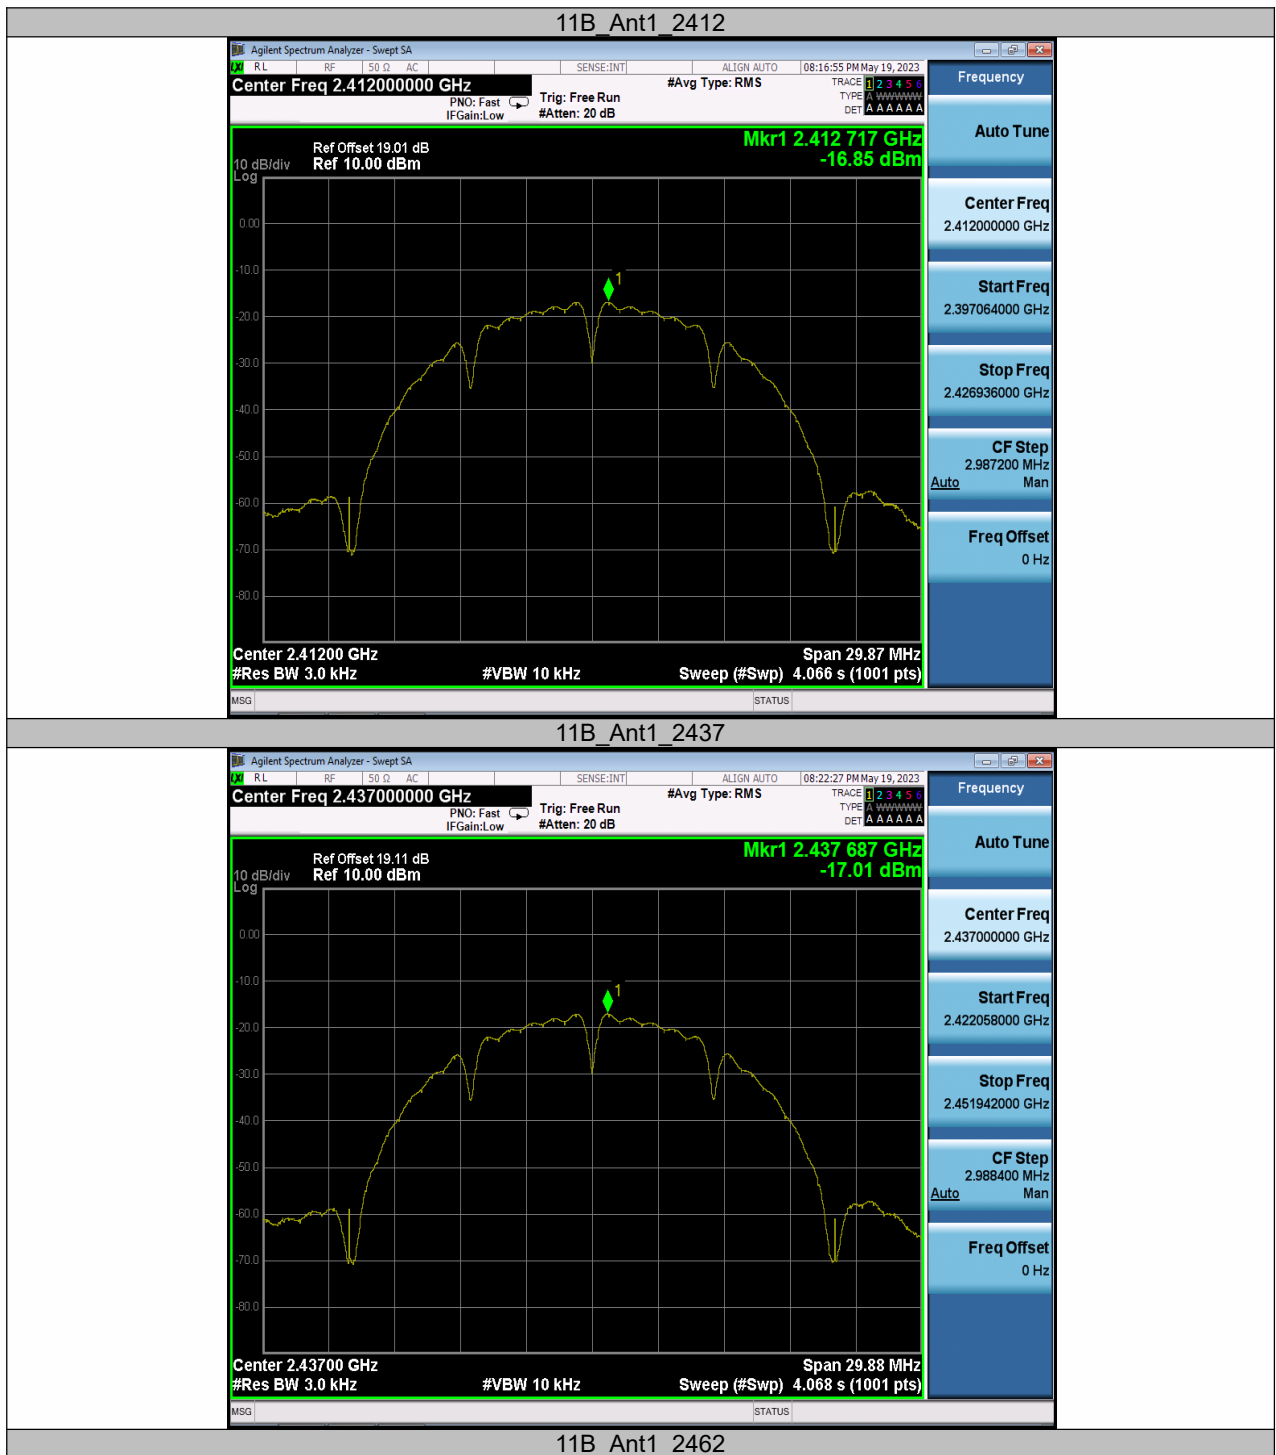 11B_Ant1_2412
Agilent Spectrum Analyzer - Swept SA
LXI RL RF 50 Ω AC SENSE:INT ALIGN AUTO 08:16:55 PM May 19, 2023
Center Freq 2.412000000 GHz
#Avg Type: RMS
TRACE 1 2 3 4 5 6
PNO: Fast
Trig: Free Run
TYPE A WWWWW
IFGain:Low
#Atten: 20 dB
DET A A A A A A
Frequency
Mkr1 2.412 717 GHz
-16.85 dBm
Ref Offset 19.01 dB
10 dB/div Ref 10.00 dBm
Log
0.00
-10.0
-20.0
-30.0
-40.0
-50.0
-60.0
-70.0
-80.0
1
Center 2.41200 GHz
Span 29.87 MHz
#Res BW 3.0 kHz
#VBW 10 kHz
Sweep (#Swp) 4.066 s (1001 pts)
MSG
STATUS
Auto Tune
Center Freq
2.412000000 GHz
Start Freq
2.397064000 GHz
Stop Freq
2.426936000 GHz
CF Step
2.987200 MHz
Auto Man
Freq Offset
0 Hz
11B_Ant1_2437
Agilent Spectrum Analyzer - Swept SA
LXI RL RF 50 Ω AC SENSE:INT ALIGN AUTO 08:22:27 PM May 19, 2023
Center Freq 2.437000000 GHz
#Avg Type: RMS
TRACE 1 2 3 4 5 6
PNO: Fast
Trig: Free Run
TYPE A WWWWW
IFGain:Low
#Atten: 20 dB
DET A A A A A A
Frequency
Mkr1 2.437 687 GHz
-17.01 dBm
Ref Offset 19.11 dB
10 dB/div Ref 10.00 dBm
Log
0.00
-10.0
-20.0
-30.0
-40.0
-50.0
-60.0
-70.0
-80.0
1
Center 2.43700 GHz
Span 29.88 MHz
#Res BW 3.0 kHz
#VBW 10 kHz
Sweep (#Swp) 4.068 s (1001 pts)
MSG
STATUS
Auto Tune
Center Freq
2.437000000 GHz
Start Freq
2.422058000 GHz
Stop Freq
2.451942000 GHz
CF Step
2.988400 MHz
Auto Man
Freq Offset
0 Hz
11B_Ant1_2462